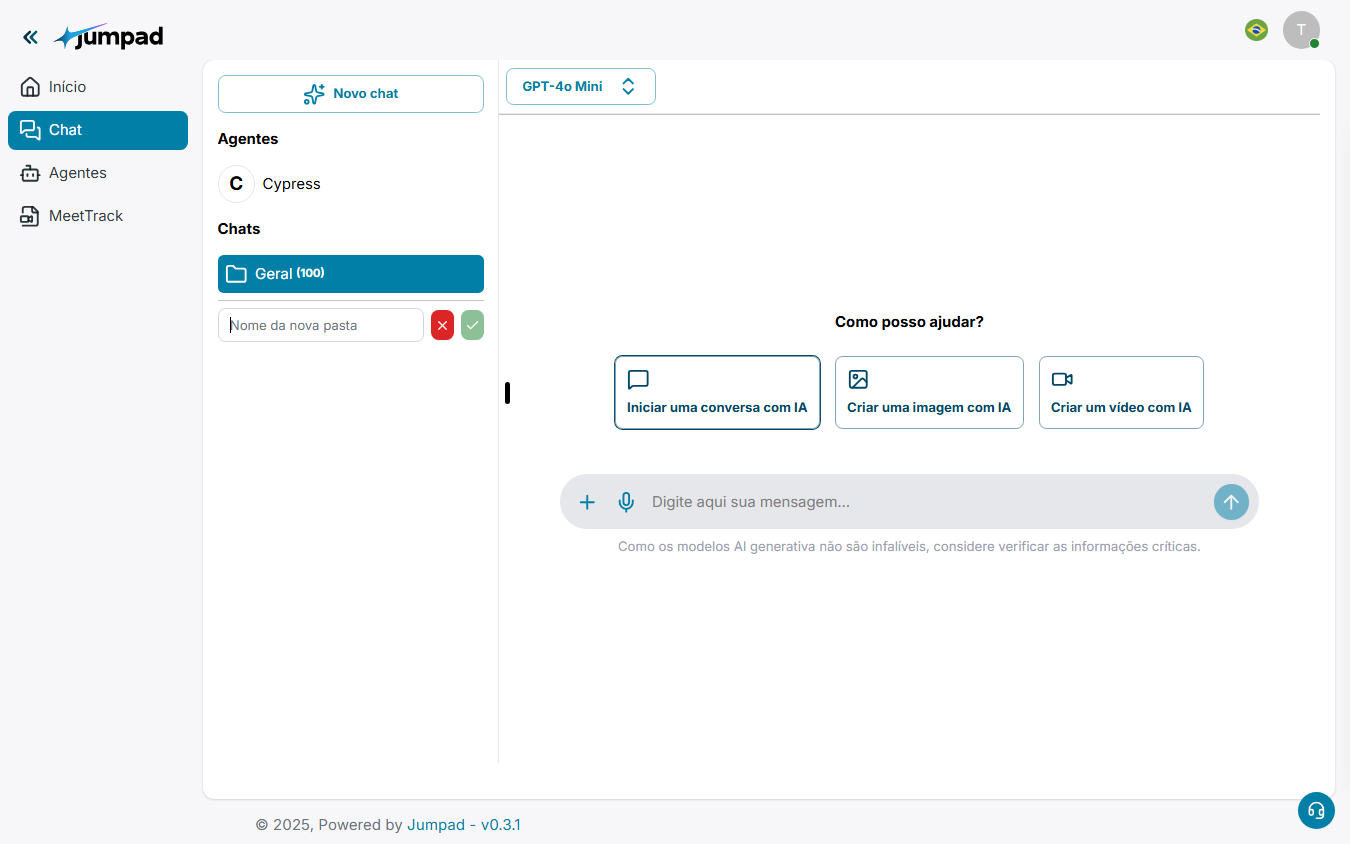 jumpad
T
Início
Chat
Agentes
MeetTrack
Novo chat
Agentes
C Cypress
Chats
Geral (100)
Nome da nova pasta
GPT-4o Mini
Como posso ajudar?
Iniciar uma conversa com IA
Criar uma imagem com IA
Criar um vídeo com IA
Digite aqui sua mensagem...
Como os modelos AI generativa não são infalíveis, considere verificar as informações críticas.
© 2025, Powered by Jumpad - v0.3.1